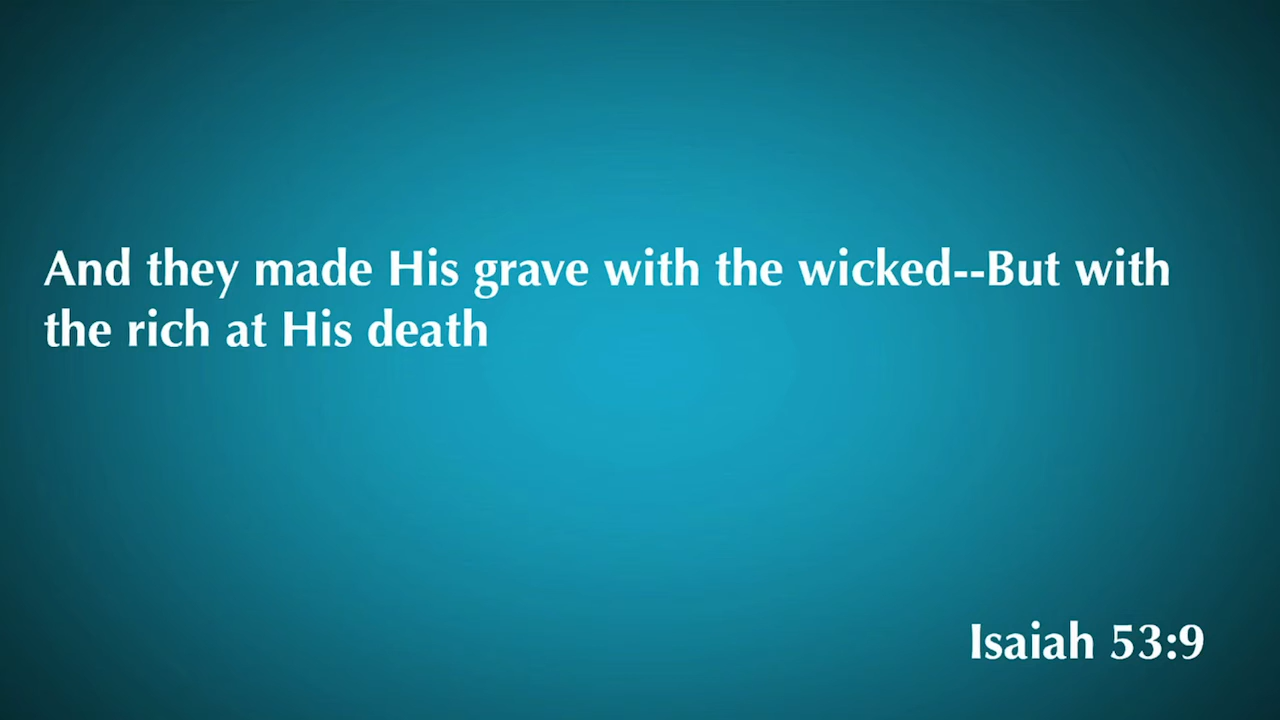 And they made His grave with the wicked--But with
the rich at His death
Isaiah 53:9